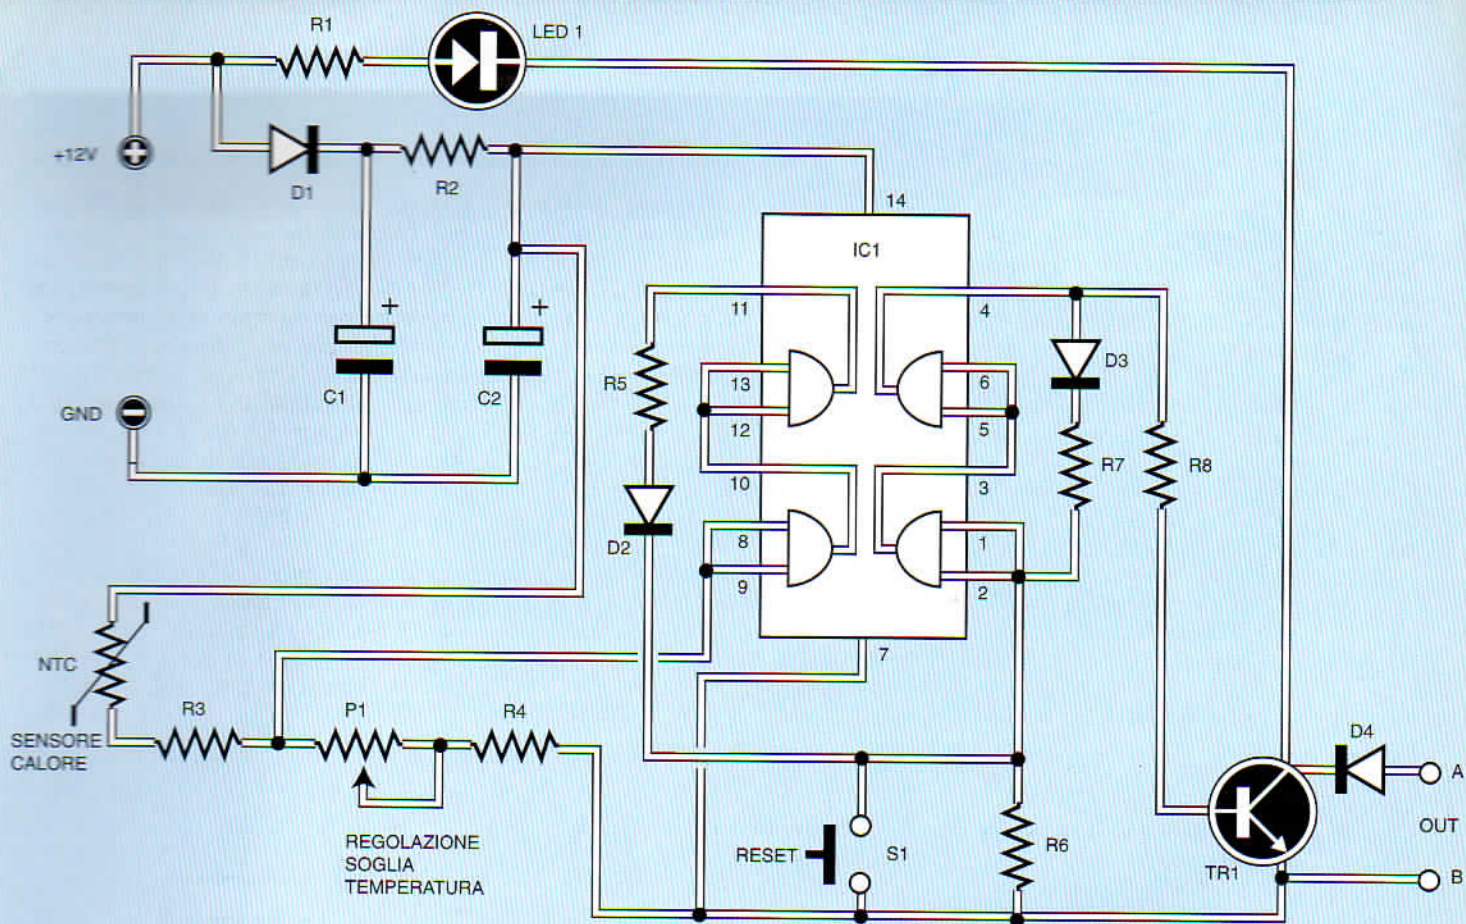 R1
LED 1
+12V
D1
R2
14
IC1
11
4
+
+
D3
R5
13
6
C1
C2
GND
12
5
R7
R8
10
3
D2
8
1
9
2
NTC
7
R3
P1
R4
SENSORE
CALORE
D4
A
OUT
REGOLAZIONE
SOGLIA
TEMPERATURA
RESET
S1
R6
TR1
B